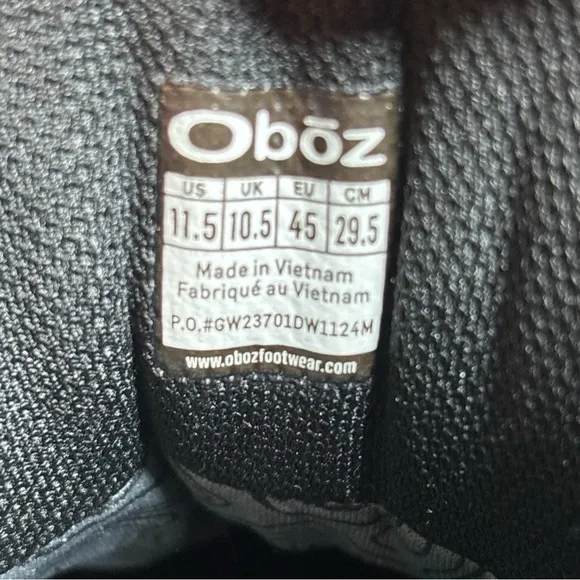 Obōz
US UK EU CM
11.5 10.5 45 29.5
Made in Vietnam
Fabriqué au Vietnam
P.O.#GW23701DW1124M
www.obozfootwear.com